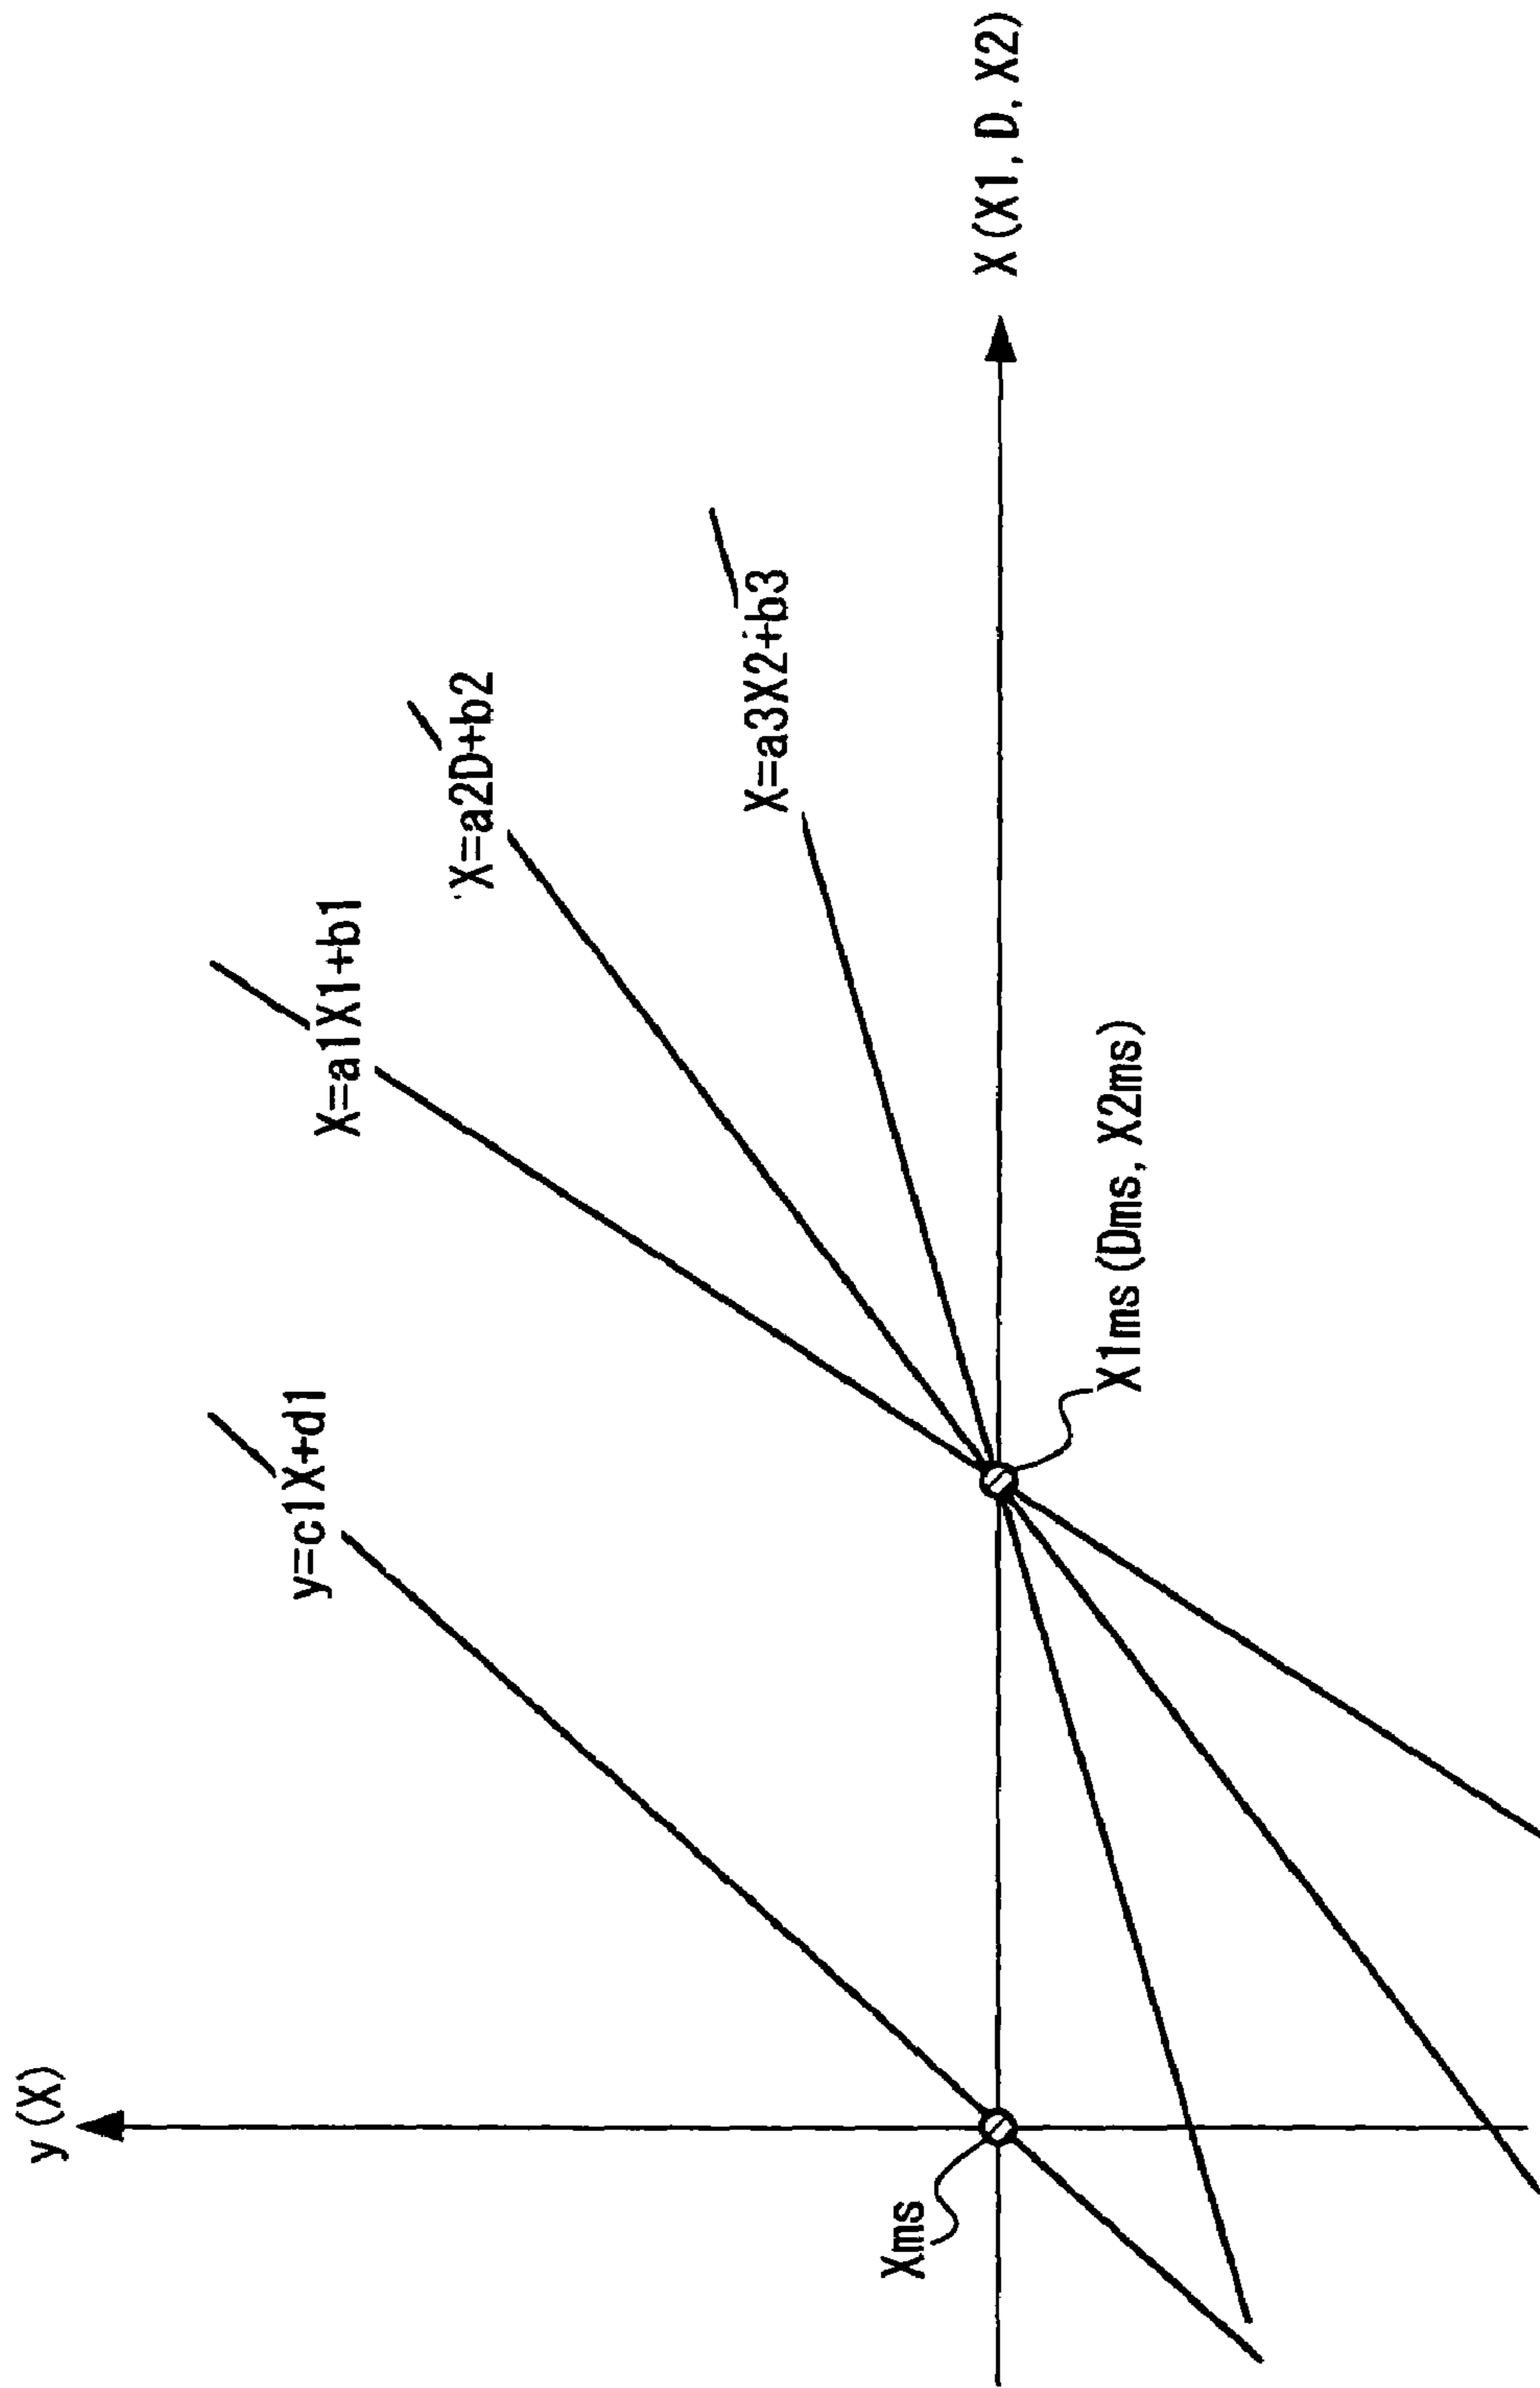 y(X)
y=c1X+d1
X=a1X1+b1
X=a2D+b2
X=a3X2+b3
Xms
X1ms(Dms, X2ms)
X(X1, D, X2)